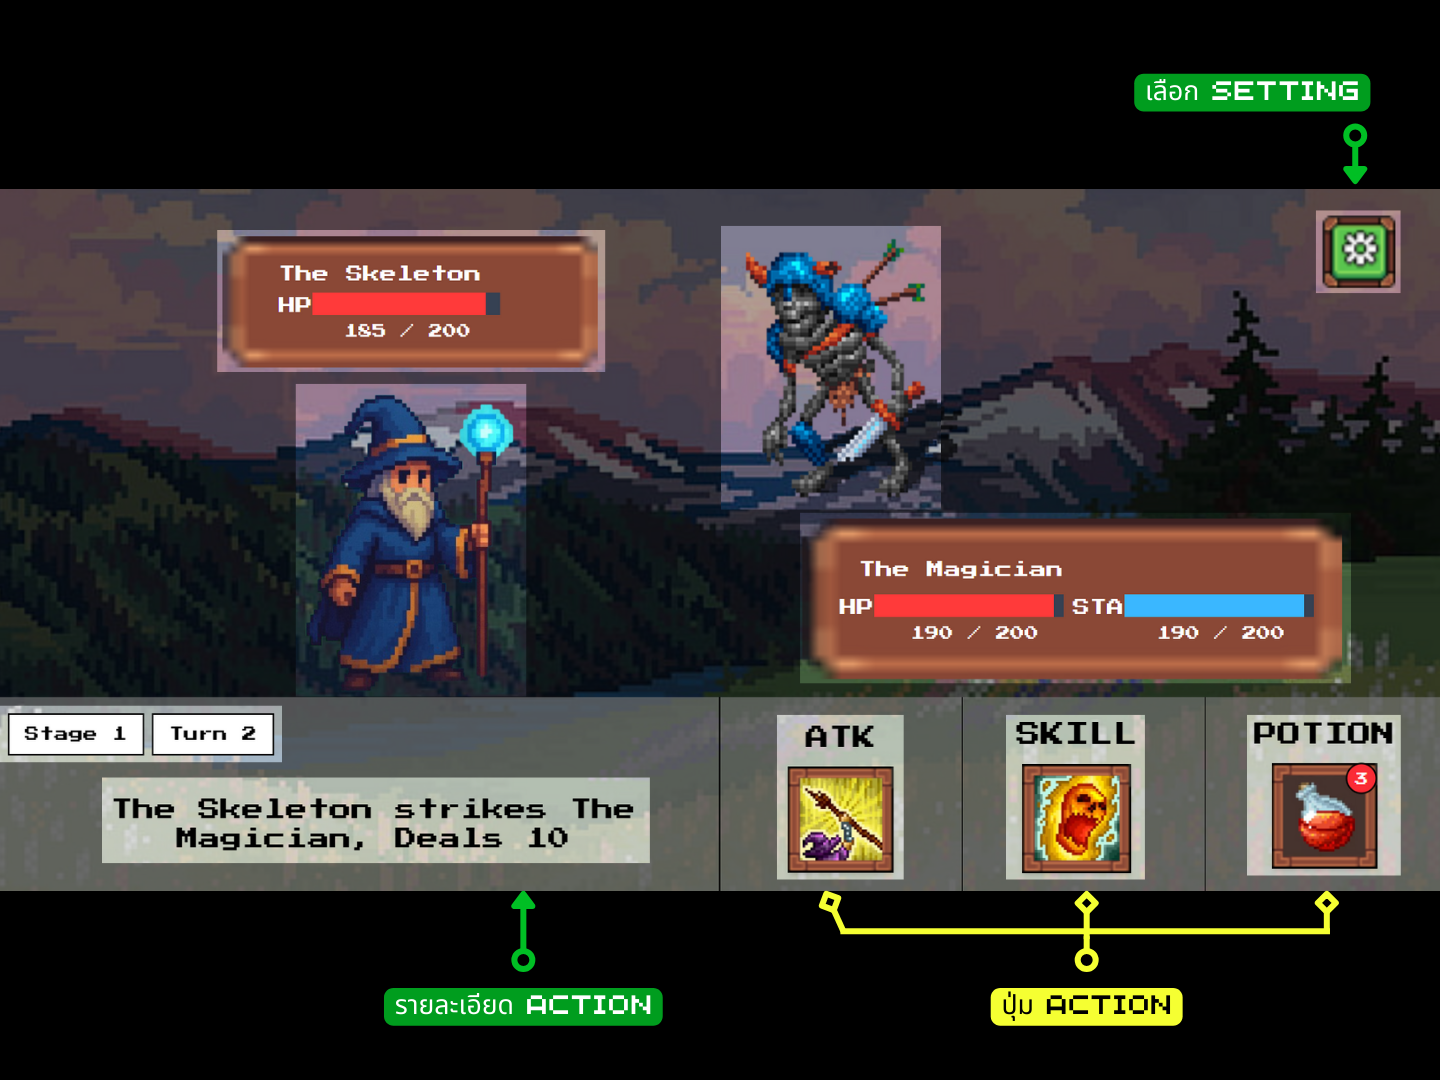 เลือก SETTING
The Skeleton
HP
185 / 200
The Magician
HP STA
190 / 200 190 / 200
Stage 1 Turn 2
ATK SKILL POTION
3
The Skeleton strikes The
Magician, Deals 10
รายละเอียด ACTION
ปุ่ม ACTION